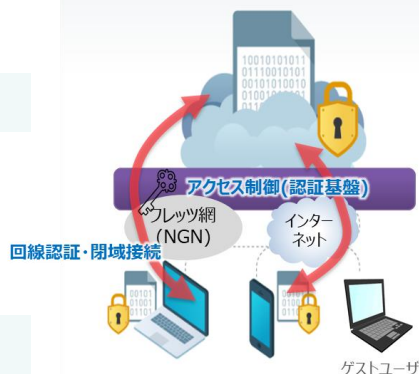 10010101011
0111001010
アクセス制御(認証基盤)
フレッツ網
(NGN)
インター
ネット
回線認証・閉域接続
ゲストユーザ